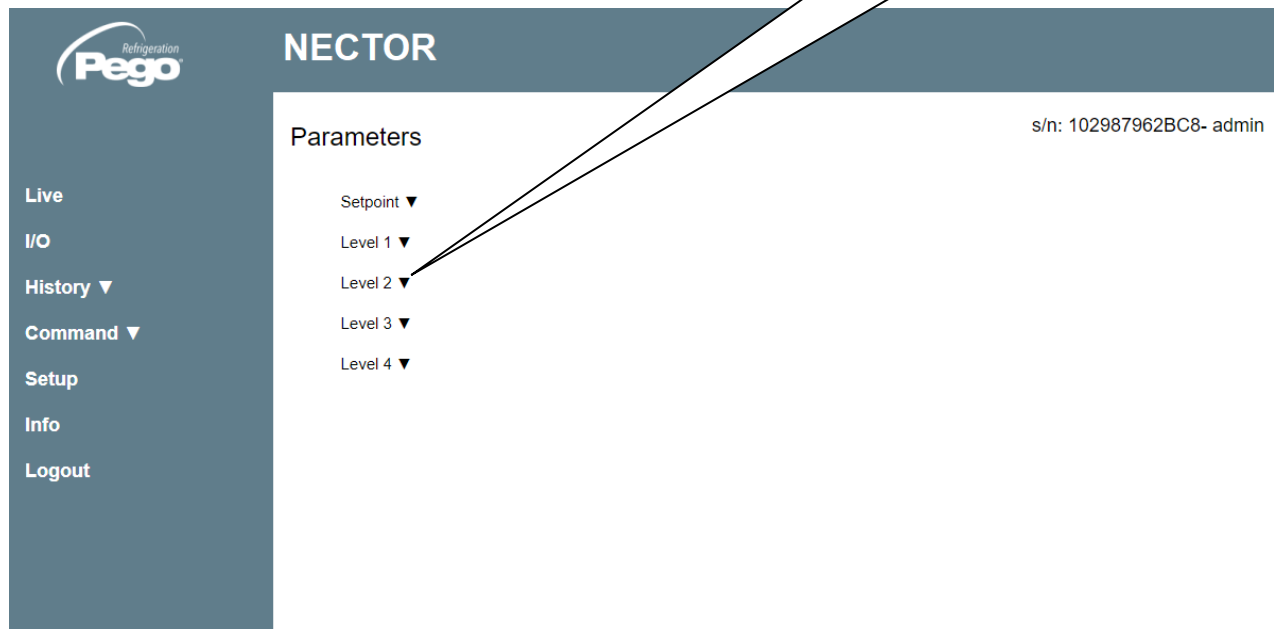 Refrigeration
Pego
NECTOR
Parameters
s/n: 102987962BC8- admin
Live
I/O
History ▼
Command ▼
Setup
Info
Logout
Setpoint ▼
Level 1 ▼
Level 2 ▼
Level 3 ▼
Level 4 ▼